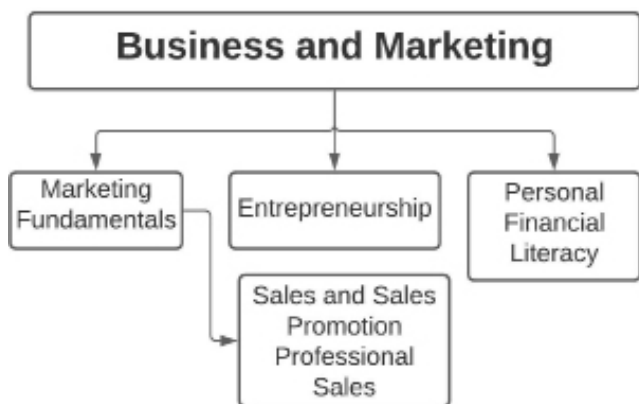 Business and Marketing
Marketing
Fundamentals
Entrepreneurship
Personal
Financial
Literacy
Sales and Sales
Promotion
Professional
Sales